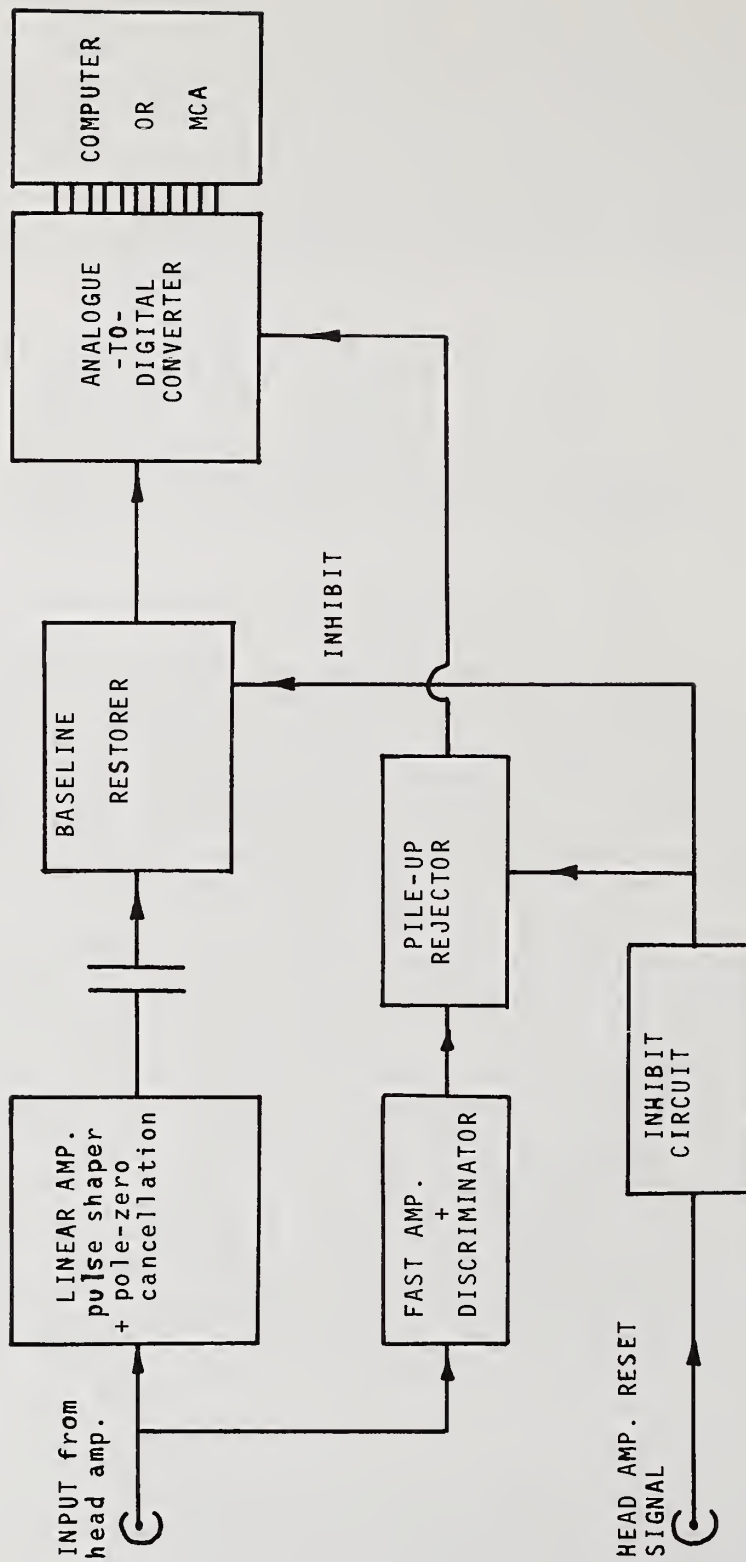 INPUT from
head amp.
LINEAR AMP.
pulse shaper
+ pole-zero
cancellation
BASELINE
RESTORER
ANALOGUE
-TO-
DIGITAL
CONVERTER
COMPUTER
OR
MCA
INHIBIT
FAST AMP.
+
DISCRIMINATOR
PILE-UP
REJECTOR
HEAD AMP. RESET
SIGNAL
INHIBIT
CIRCUIT